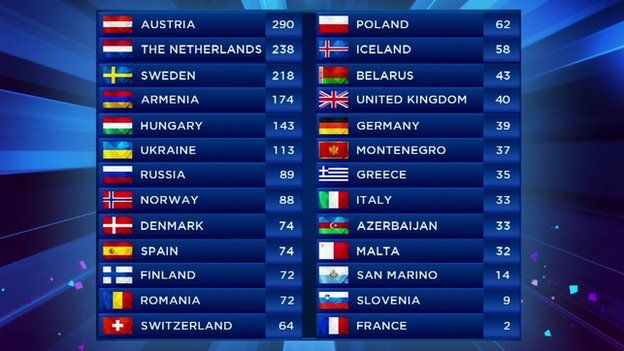 AUSTRIA 290
THE NETHERLANDS 238
SWEDEN 218
ARMENIA 174
HUNGARY 143
UKRAINE 113
RUSSIA 89
NORWAY 88
DENMARK 74
SPAIN 74
FINLAND 72
ROMANIA 72
SWITZERLAND 64
POLAND 62
ICELAND 58
BELARUS 43
UNITED KINGDOM 40
GERMANY 39
MONTENEGRO 37
GREECE 35
ITALY 33
AZERBAIJAN 33
MALTA 32
SAN MARINO 14
SLOVENIA 9
FRANCE 2